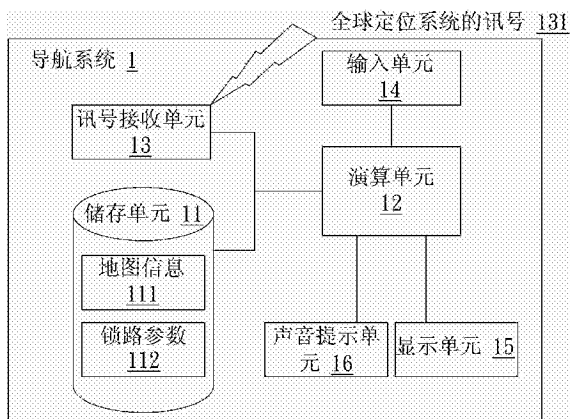 全球定位系统的讯号 131
导航系统 1
输入单元
14
讯号接收单元
13
演算单元
12
储存单元 11
地图信息
111
锁路参数
112
声音提示单
元 16
显示单元 15